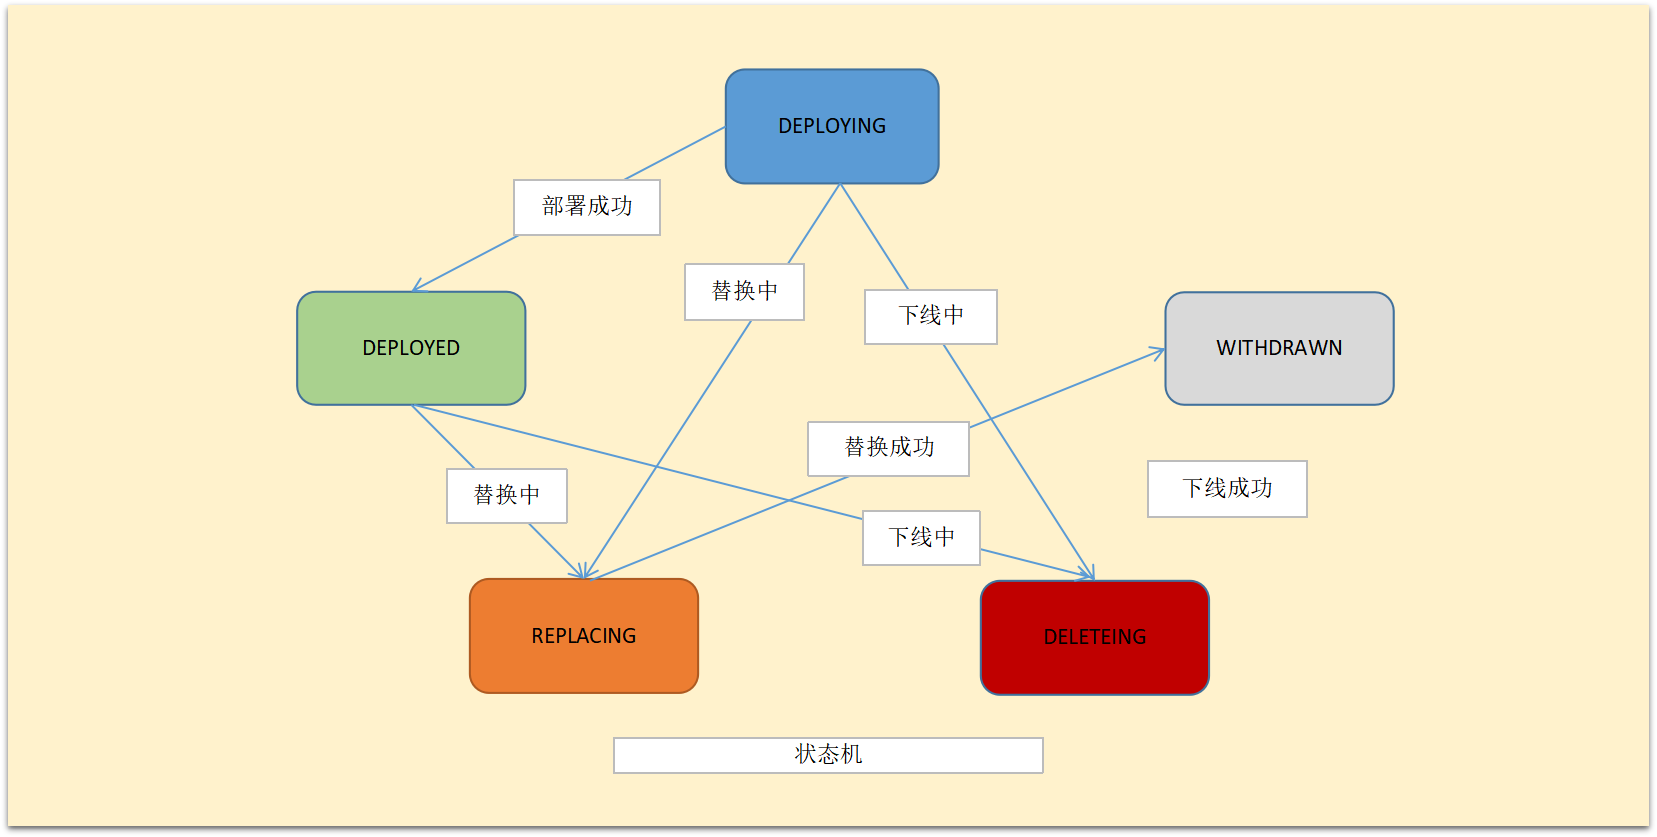 DEPLOYING
部署成功
替换中
下线中
DEPLOYED
WITHDRAWN
替换成功
替换中
下线成功
下线中
REPLACING
DELETEING
状态机